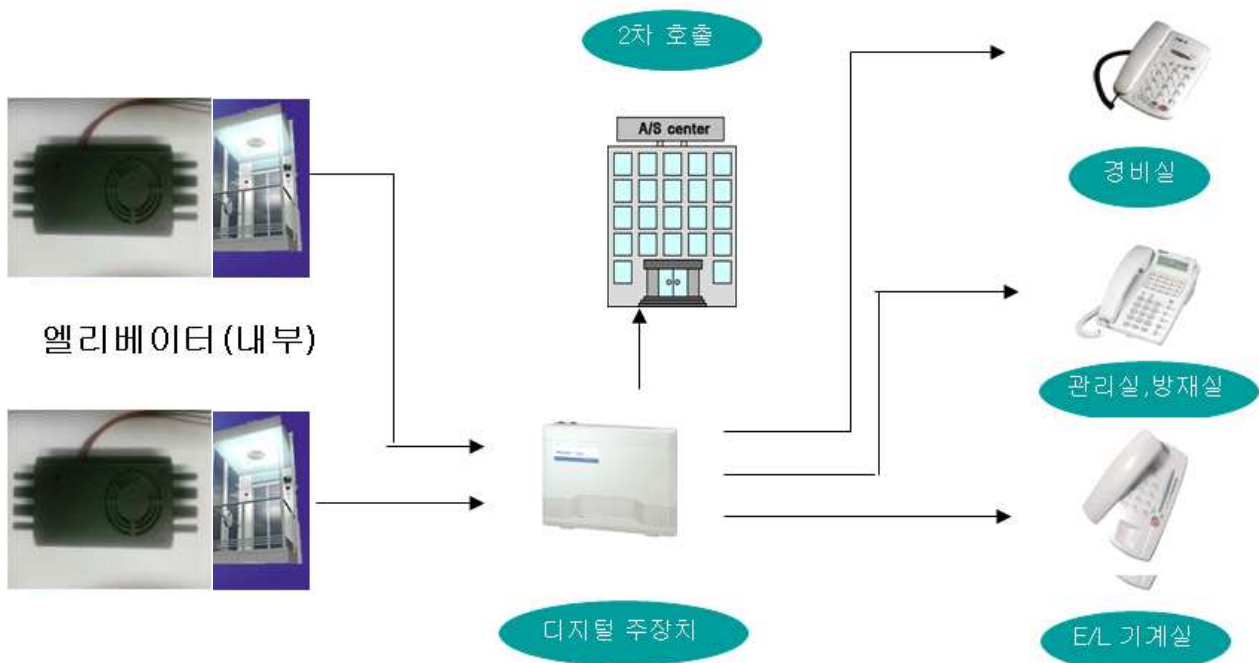 2차 호출
A/S center
경비실
엘리베이터(내부)
관리실,방재실
디지털 주장치
E/L 기계실